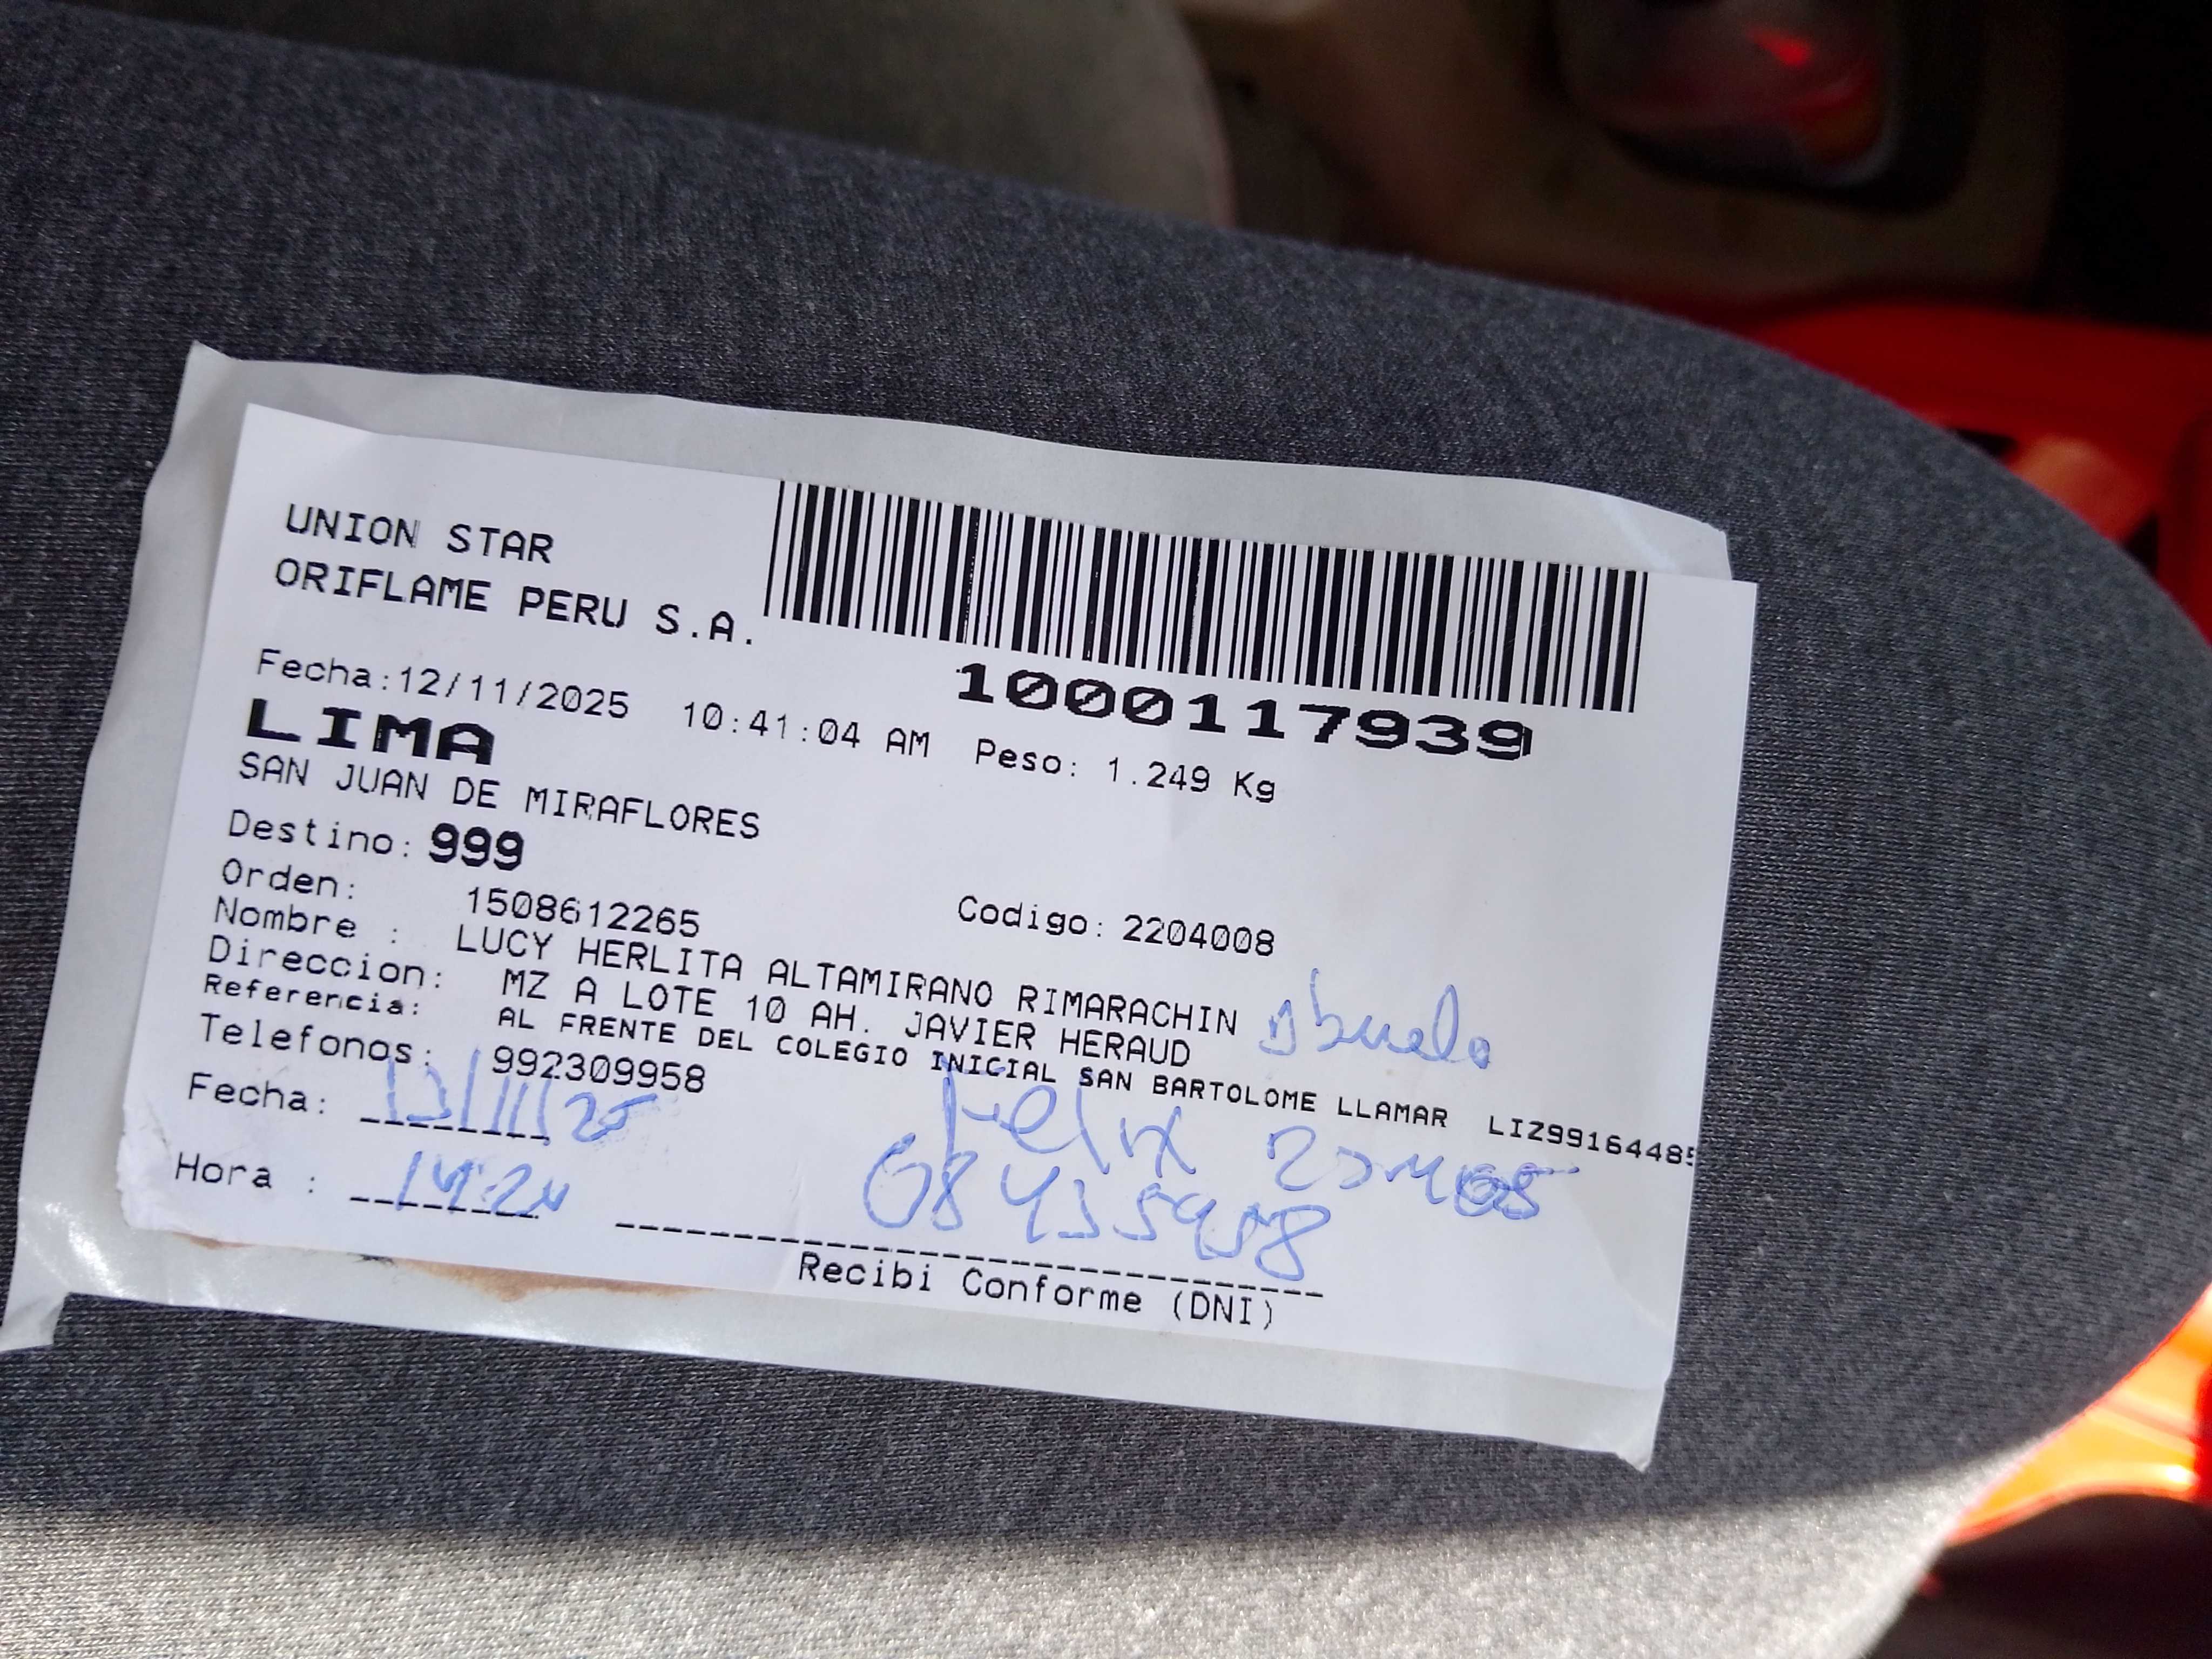 UNION STAR
ORIFLAME PERU S.A.
1000117939
Fecha:12/11/2025 10:41:04 AM Peso: 1.249 Kg
LIMA
SAN JUAN DE MIRAFLORES
Destino: 999
Orden: 1508612265 Codigo: 2204008
Nombre : LUCY HERLITA ALTAMIRANO RIMARACHIN
Direccion: MZ A LOTE 10 AH. JAVIER HERAUD Abuelo
Referencia: AL FRENTE DEL COLEGIO INICIAL SAN BARTOLOME LLAMAR LIZ99164485
Telefonos: 992309958
Fecha: 13/11/25 Felix
Hora :
Recibi Conforme (DNI)